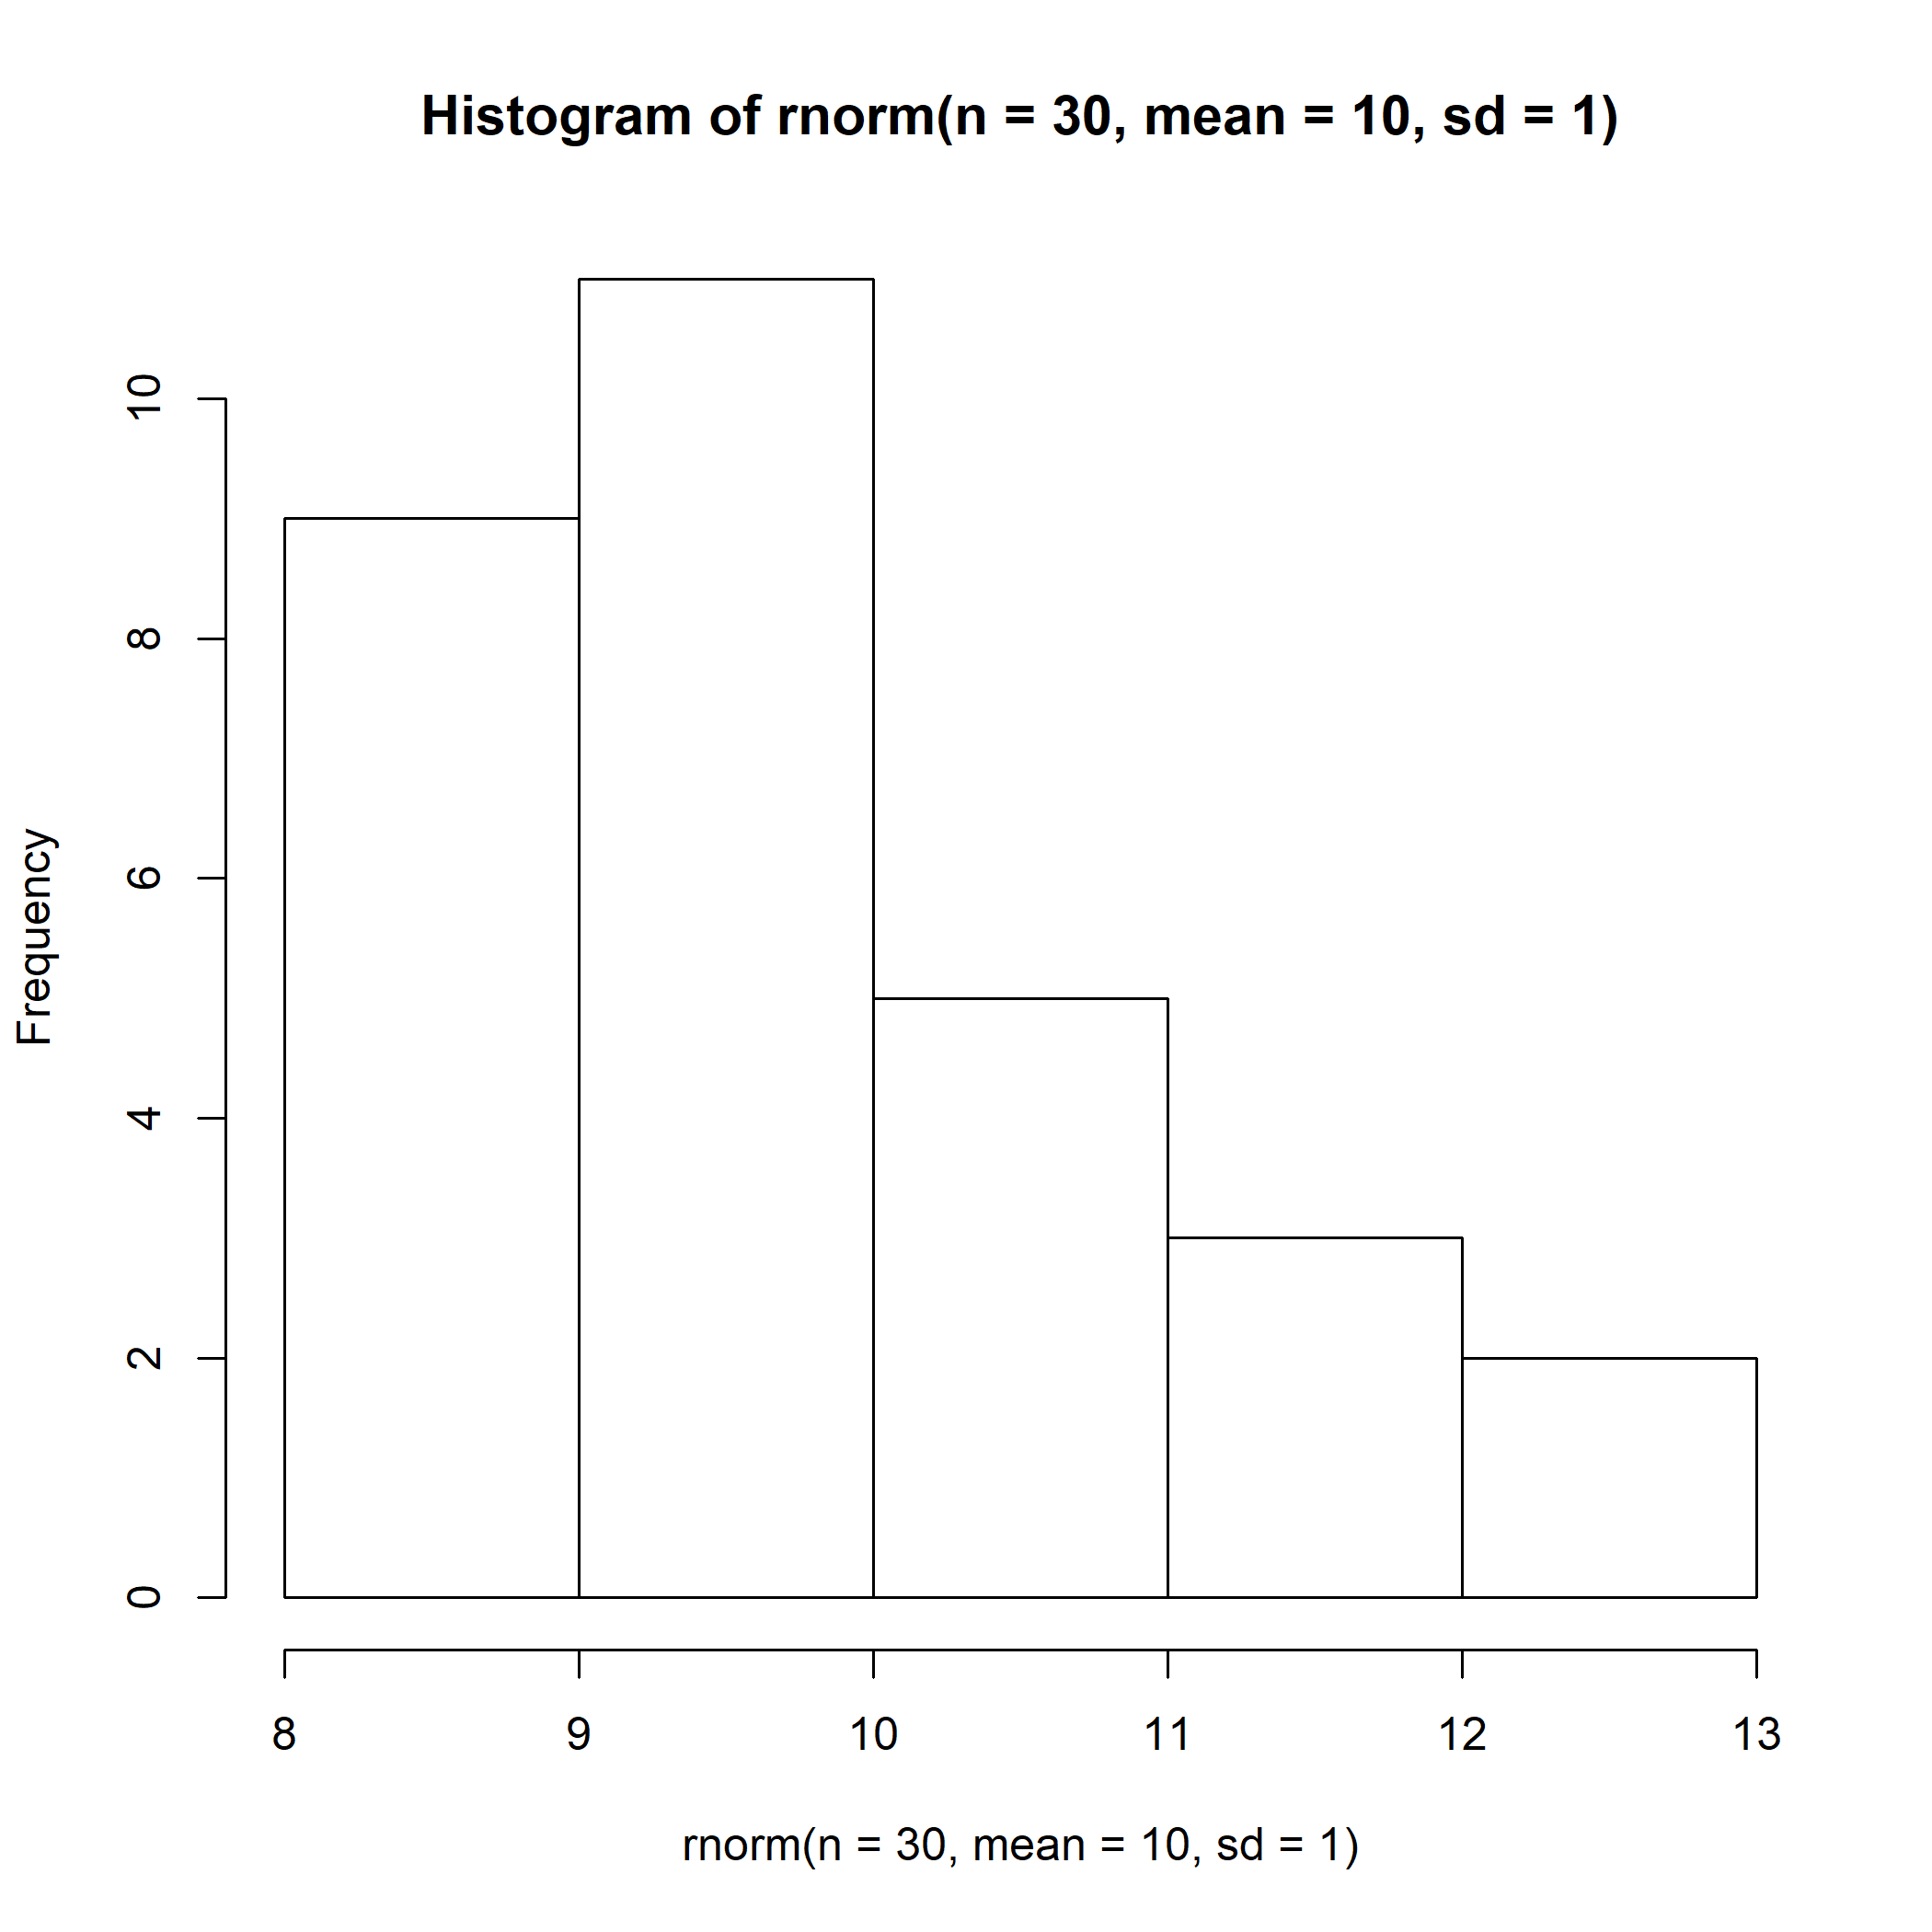 Histogram of rnorm(n = 30, mean = 10, sd = 1)
Frequency
10
8
6
4
2
0
8 9 10 11 12 13
rnorm(n = 30, mean = 10, sd = 1)